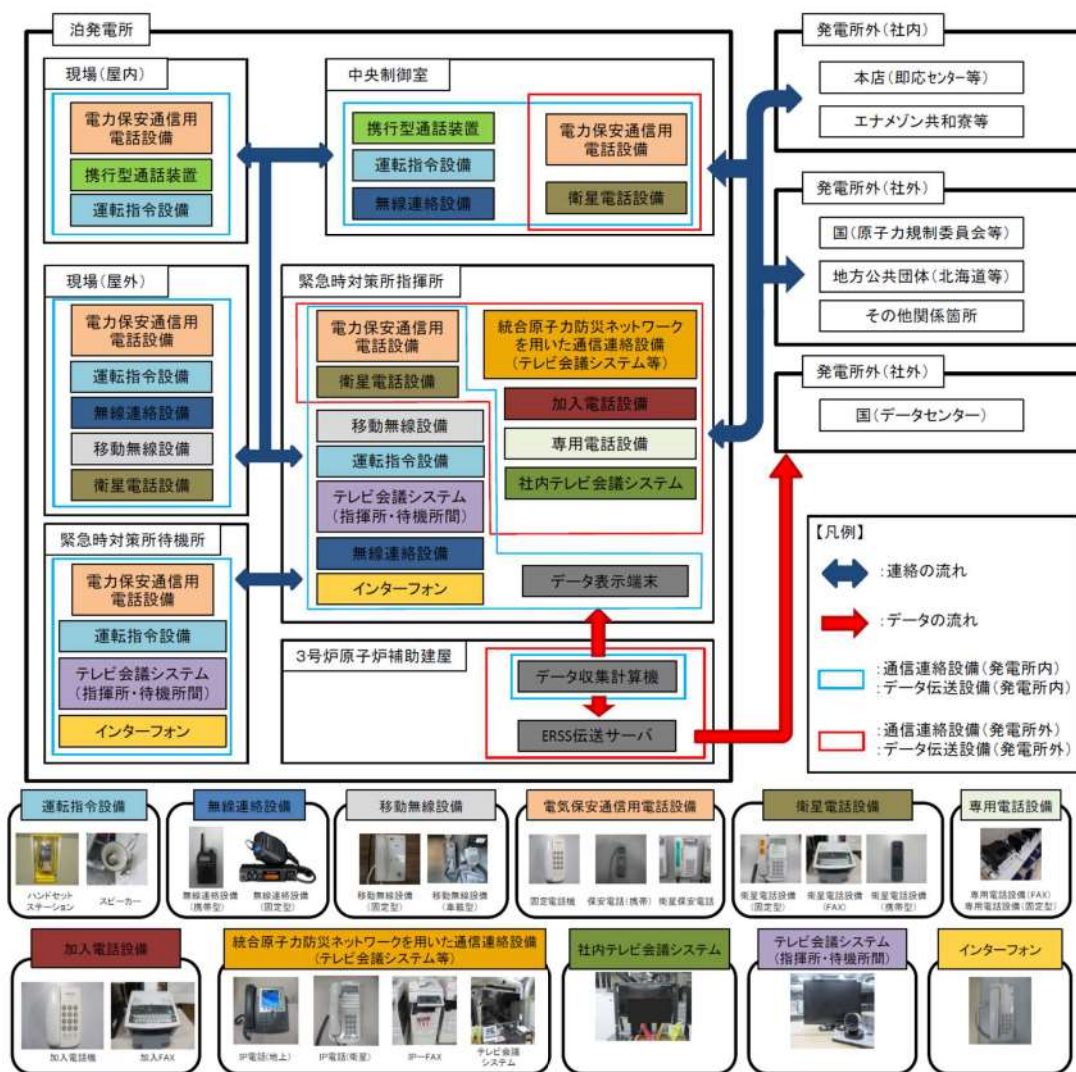 泊発電所
現場(屋内)
電力保安通信用
電話設備
携行型通話装置
運転指令設備
中央制御室
携行型通話装置
運転指令設備
無線連絡設備
電力保安通信用
電話設備
衛星電話設備
発電所外(社内)
本店(即応センター等)
エナメゾン共和寮等
発電所外(社外)
国(原子力規制委員会等)
地方公共団体(北海道等)
その他関係箇所
発電所外(社外)
国(データセンター)
現場(屋外)
電力保安通信用
電話設備
運転指令設備
無線連絡設備
移動無線設備
衛星電話設備
緊急時対策所指揮所
電力保安通信用
電話設備
衛星電話設備
移動無線設備
運転指令設備
テレビ会議システム
(指揮所・待機所間)
無線連絡設備
インターフォン
統合原子力防災ネットワーク
を用いた通信連絡設備
(テレビ会議システム等)
加入電話設備
専用電話設備
社内テレビ会議システム
データ表示端末
緊急時対策所待機所
電力保安通信用
電話設備
運転指令設備
テレビ会議システム
(指揮所・待機所間)
インターフォン
3号炉原子炉補助建屋
データ収集計算機
ERSS伝送サーバ
【凡例】
:連絡の流れ
:データの流れ
:通信連絡設備(発電所内)
:データ伝送設備(発電所内)
:通信連絡設備(発電所外)
:データ伝送設備(発電所外)
運転指令設備
ハンドセット
ステーション
スピーカー
無線連絡設備
無線連絡設備
(携帯型)
無線連絡設備
(固定型)
移動無線設備
移動無線設備
(固定型)
移動無線設備
(車載型)
電気保安通信用電話設備
固定電話機
保安電話(携帯)
衛星保安電話
衛星電話設備
衛星電話設備
(固定型)
衛星電話設備
(FAX)
衛星電話設備
(携帯型)
専用電話設備
専用電話設備(FAX)
専用電話設備(固定型)
加入電話設備
加入電話機
加入FAX
統合原子力防災ネットワークを用いた通信連絡設備
(テレビ会議システム等)
IP電話(地上)
IP電話(衛星)
IP-FAX
テレビ会議
システム
社内テレビ会議システム
テレビ会議システム
(指揮所・待機所間)
インターフォン